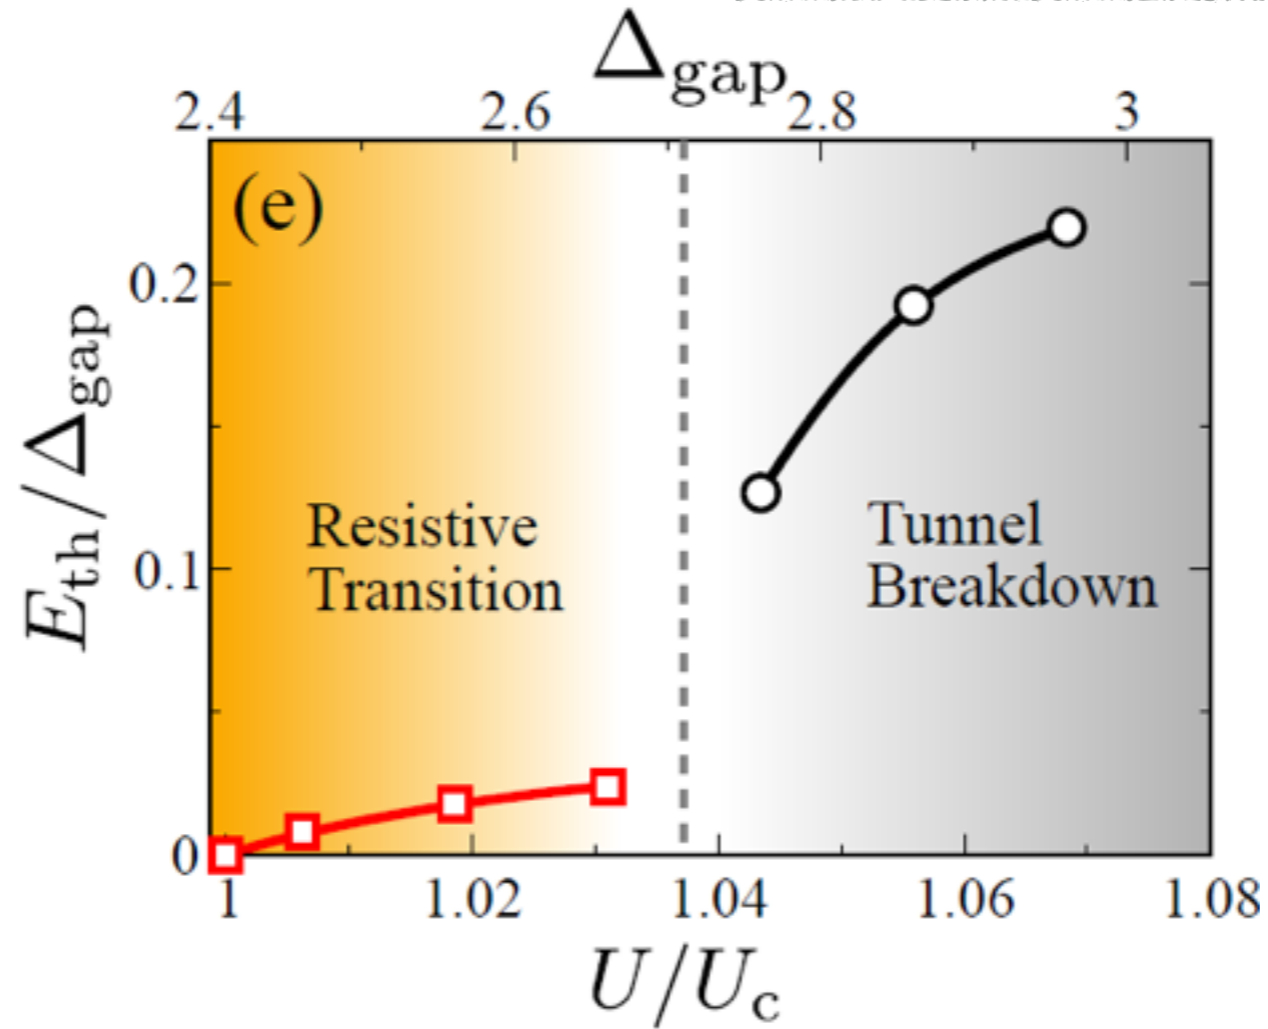 Δgap
2.4 2.6 2.8 3
(e)
0.2
Eth/Δgap
Resistive
Transition
Tunnel
Breakdown
0.1
0
1 1.02 1.04 1.06 1.08
U/Uc